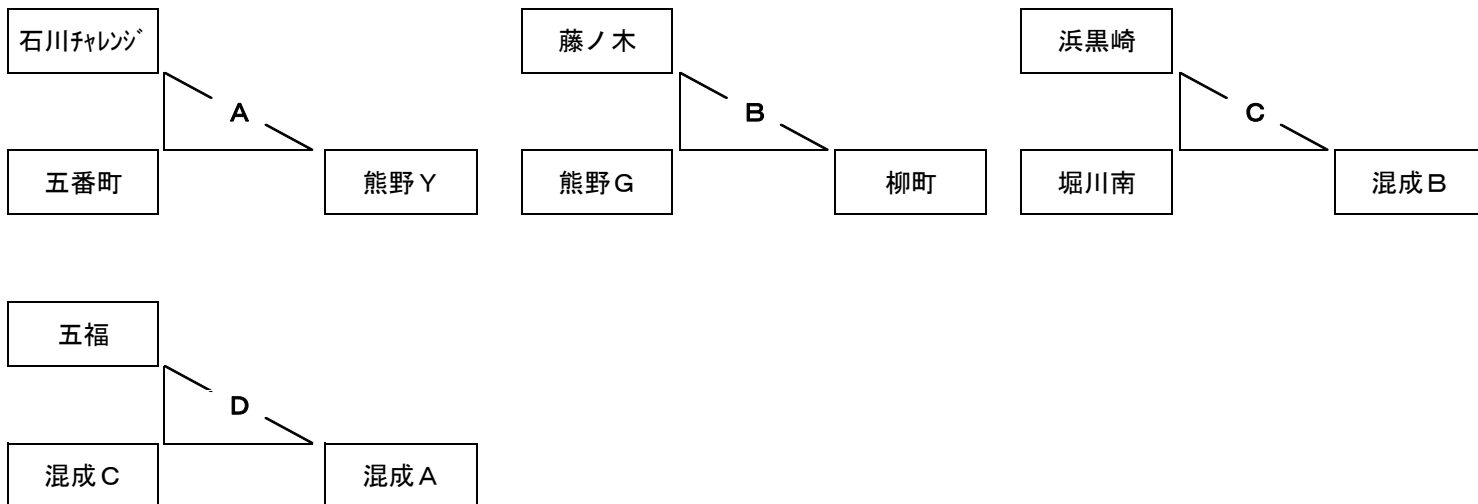 石川ﾁｬﾚﾝｼﾞ
藤ノ木
浜黒崎
A
B
C
五番町
熊野Y
熊野G
柳町
堀川南
混成B
五福
D
混成C
混成A